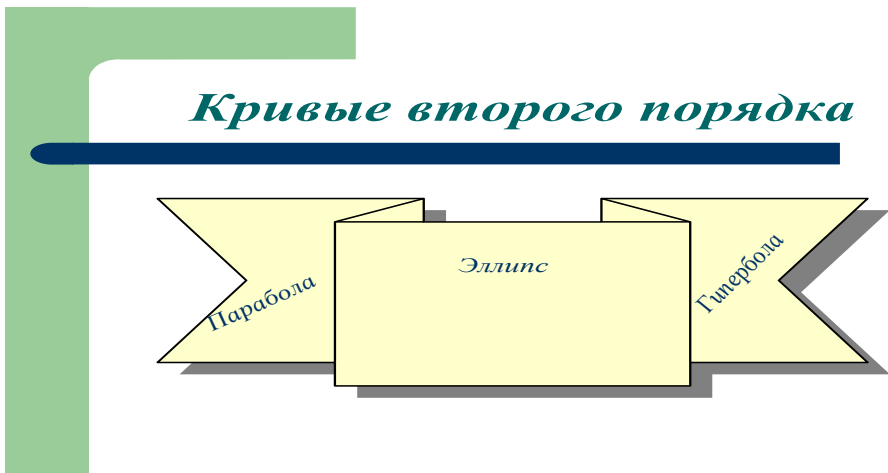 Кривые второго порядка
Парабола
Эллипс
Гипербола